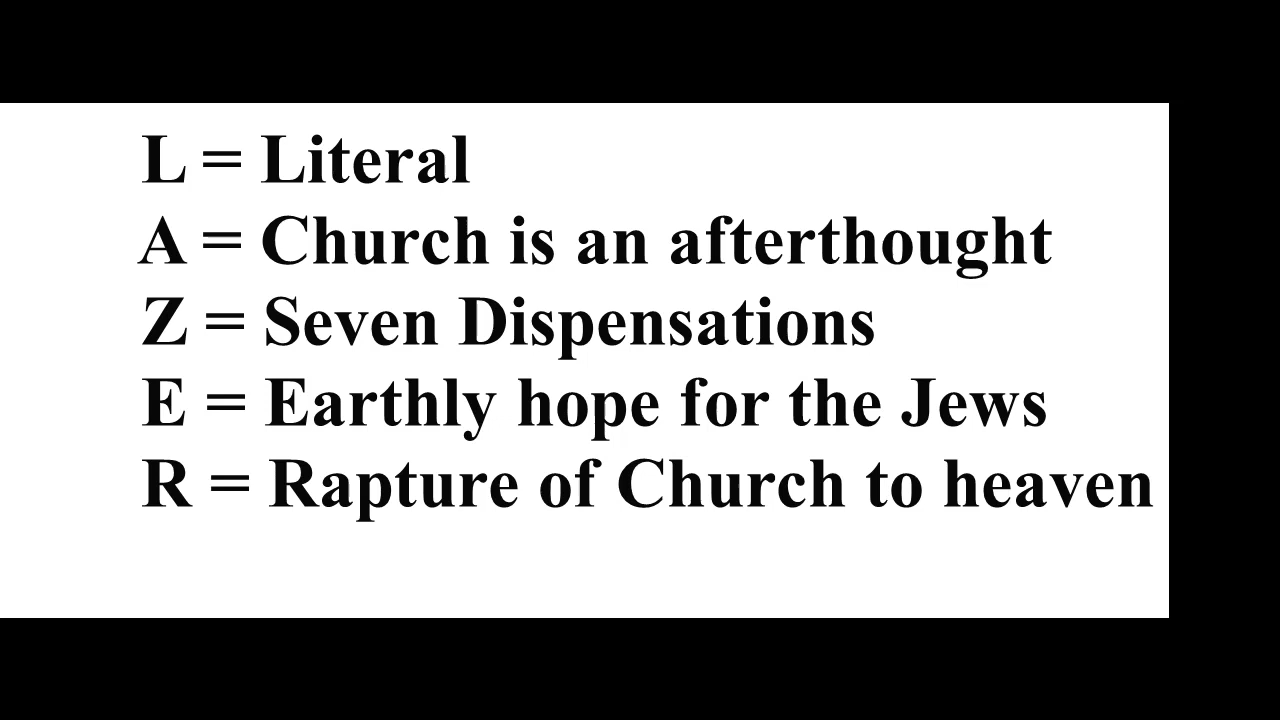 L = Literal
A = Church is an afterthought
Z = Seven Dispensations
E = Earthly hope for the Jews
R = Rapture of Church to heaven